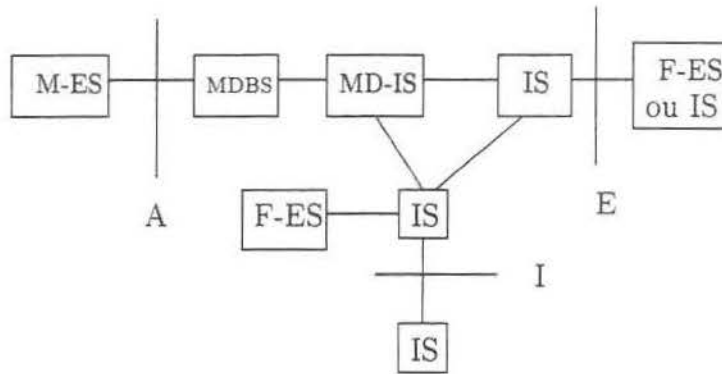 M-ES
MDBS
MD-IS
IS
F-ES
ou IS
A
E
F-ES
IS
I
IS